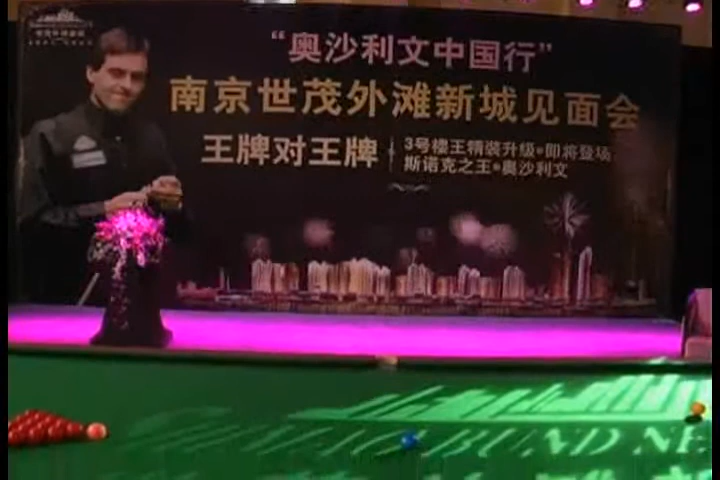 “奥沙利文中国行”
南京世茂外滩新城见面会
王牌对王牌
3号楼王精装升级·即将登场
斯诺克之王·奥沙利文
BUND NE